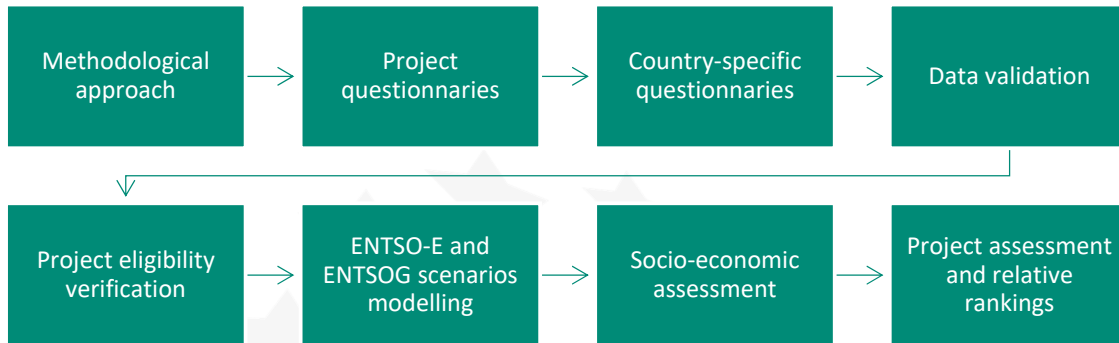 Methodological
approach
Project
questionnaries
Country-specific
questionnaries
Data validation
Project eligibility
verification
ENTSO-E and
ENTSOG scenarios
modelling
Socio-economic
assessment
Project assessment
and relative
rankings